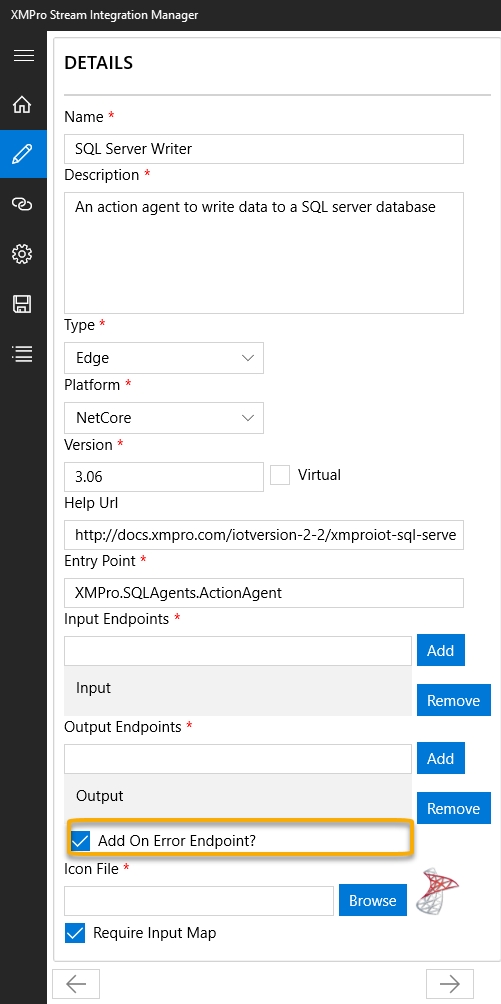 XMPro Stream Integration Manager
DETAILS
Name *
SQL Server Writer
Description *
An action agent to write data to a SQL server database
Type *
Edge
Platform *
NetCore
Version *
3.06
Virtual
Help Url
http://docs.xmpro.com/iotversion-2-2/xmproiot-sql-serve
Entry Point *
XMPro.SQLAgents.ActionAgent
Input Endpoints *
Add
Input
Remove
Output Endpoints *
Add
Output
Remove
Add On Error Endpoint?
Icon File *
Browse
Require Input Map